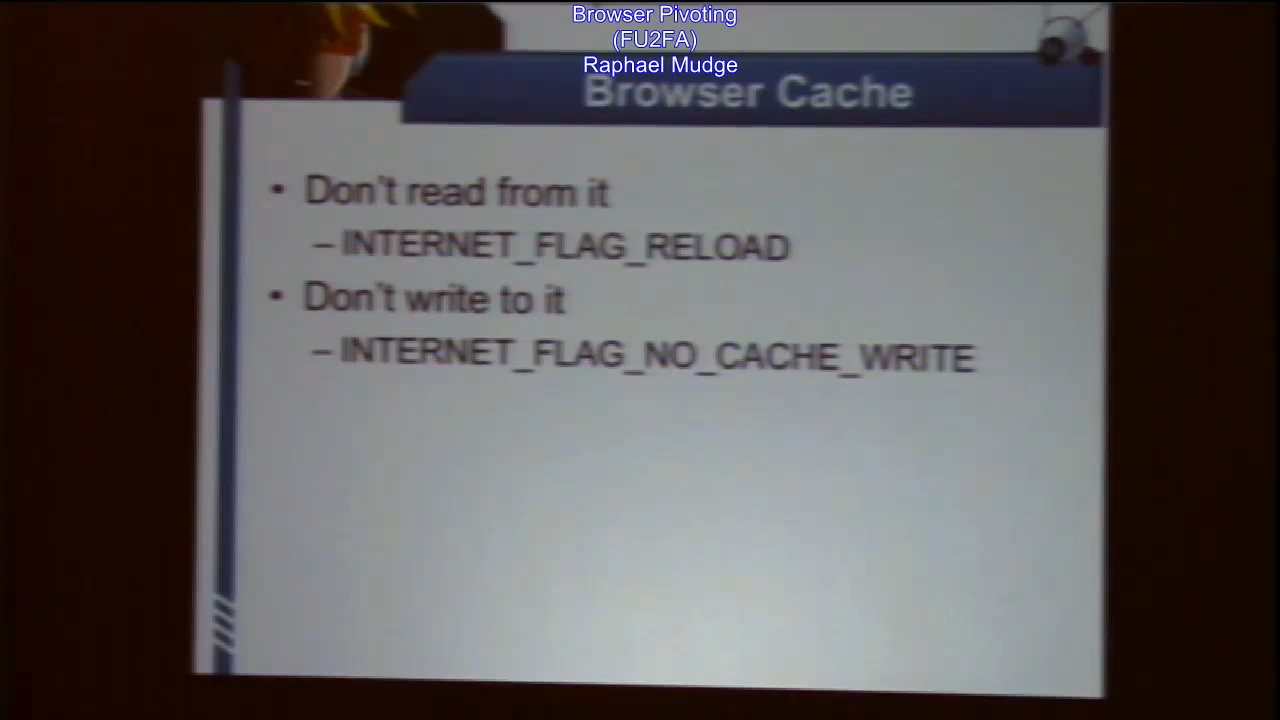 Browser Pivoting
(FU2FA)
Raphael Mudge
Browser Cache
• Don't read from it
– INTERNET_FLAG_RELOAD
• Don't write to it
– INTERNET_FLAG_NO_CACHE_WRITE